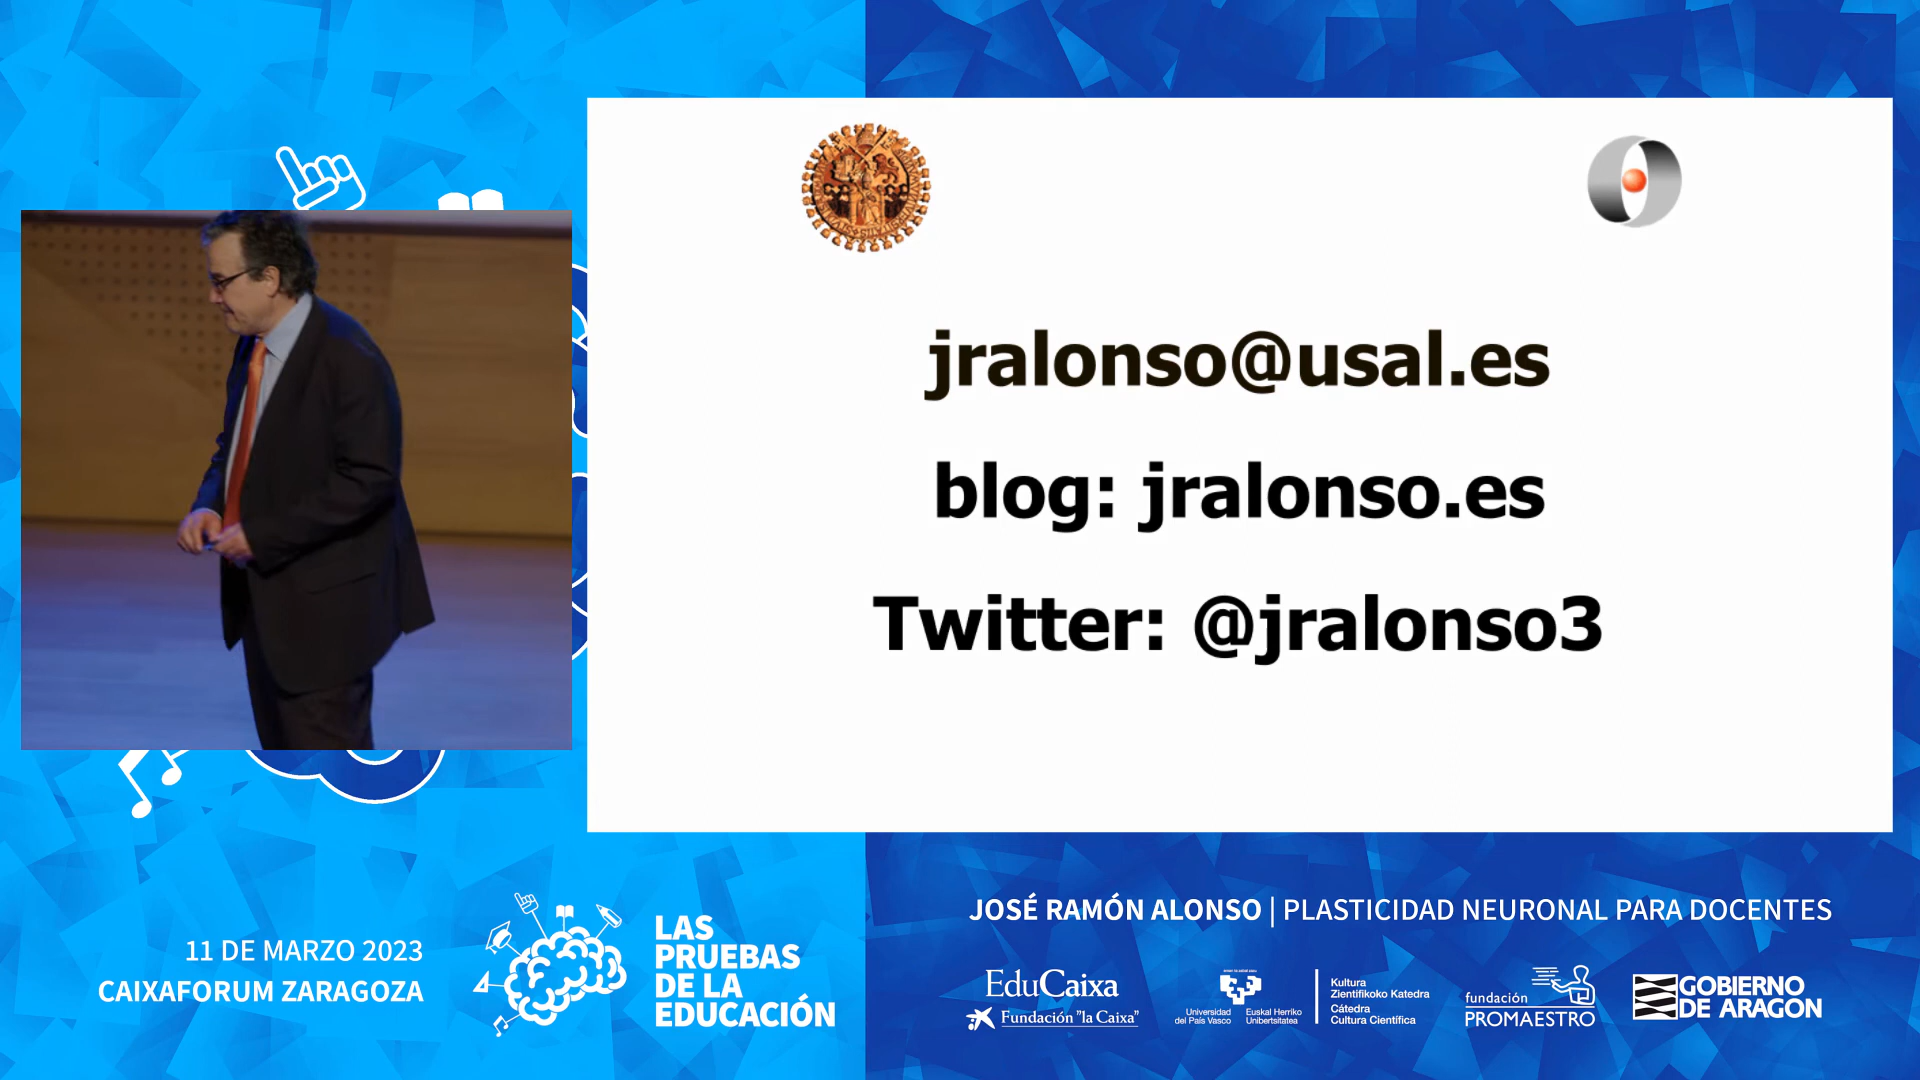 jralonso@usal.es
blog: jralonso.es
Twitter: @jralonso3
11 DE MARZO 2023
CAIXAFORUM ZARAGOZA
LAS
PRUEBAS
DE LA
EDUCACIÓN
JOSÉ RAMÓN ALONSO | PLASTICIDAD NEURONAL PARA DOCENTES
EduCaixa
Fundación "la Caixa"
Universidad
del País Vasco
Euskal Herriko
Unibertsitatea
Kultura
Zientifikoko Katedra
Cátedra
Cultura Científica
fundación
PROMAESTRO
GOBIERNO
DE ARAGON